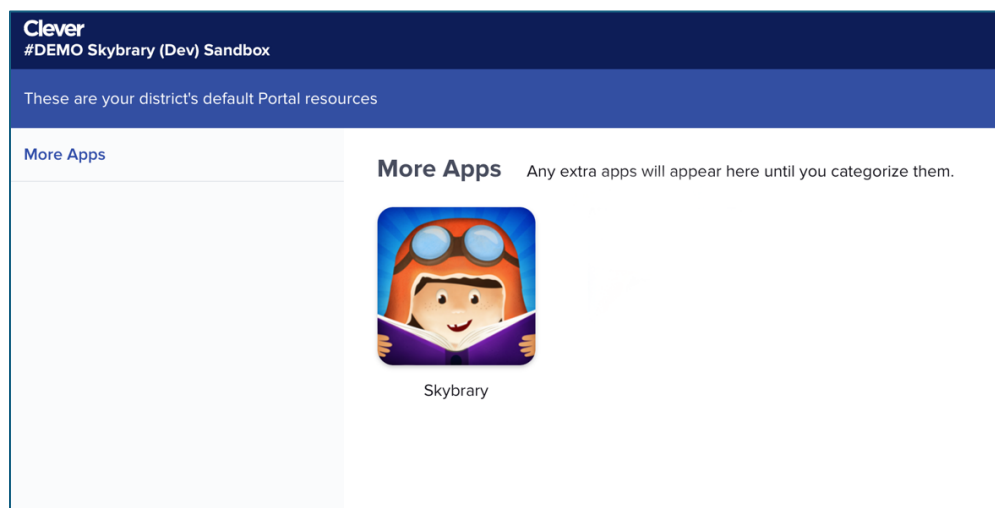 Clever
#DEMO Skybrary (Dev) Sandbox
These are your district's default Portal resources
More Apps
More Apps Any extra apps will appear here until you categorize them.
Skybrary